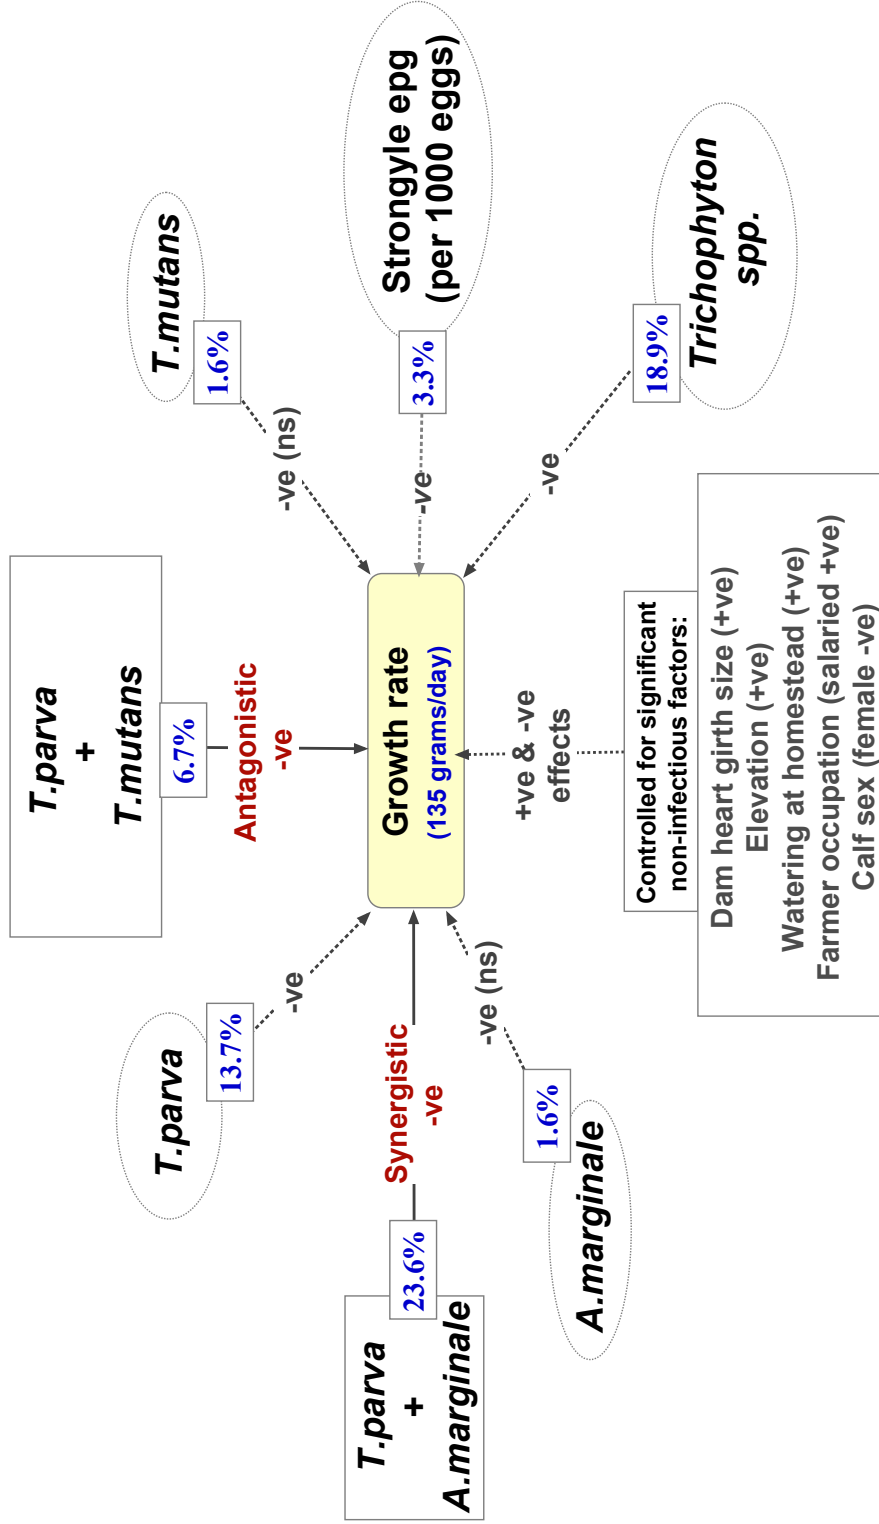 T.parva
+
T.mutans
6.7%
Antagonistic
-ve
T.parva
13.7%
-ve
T.mutans
1.6%
-ve (ns)
T.parva
+
A.marginale
23.6%
Synergistic
-ve
Growth rate
(135 grams/day)
Strongyle epg
(per 1000 eggs)
3.3%
-ve
A.marginale
1.6%
-ve (ns)
+ve & -ve
effects
Trichophyton
spp.
18.9%
-ve
Controlled for significant
non-infectious factors:
Dam heart girth size (+ve)
Elevation (+ve)
Watering at homestead (+ve)
Farmer occupation (salaried +ve)
Calf sex (female -ve)